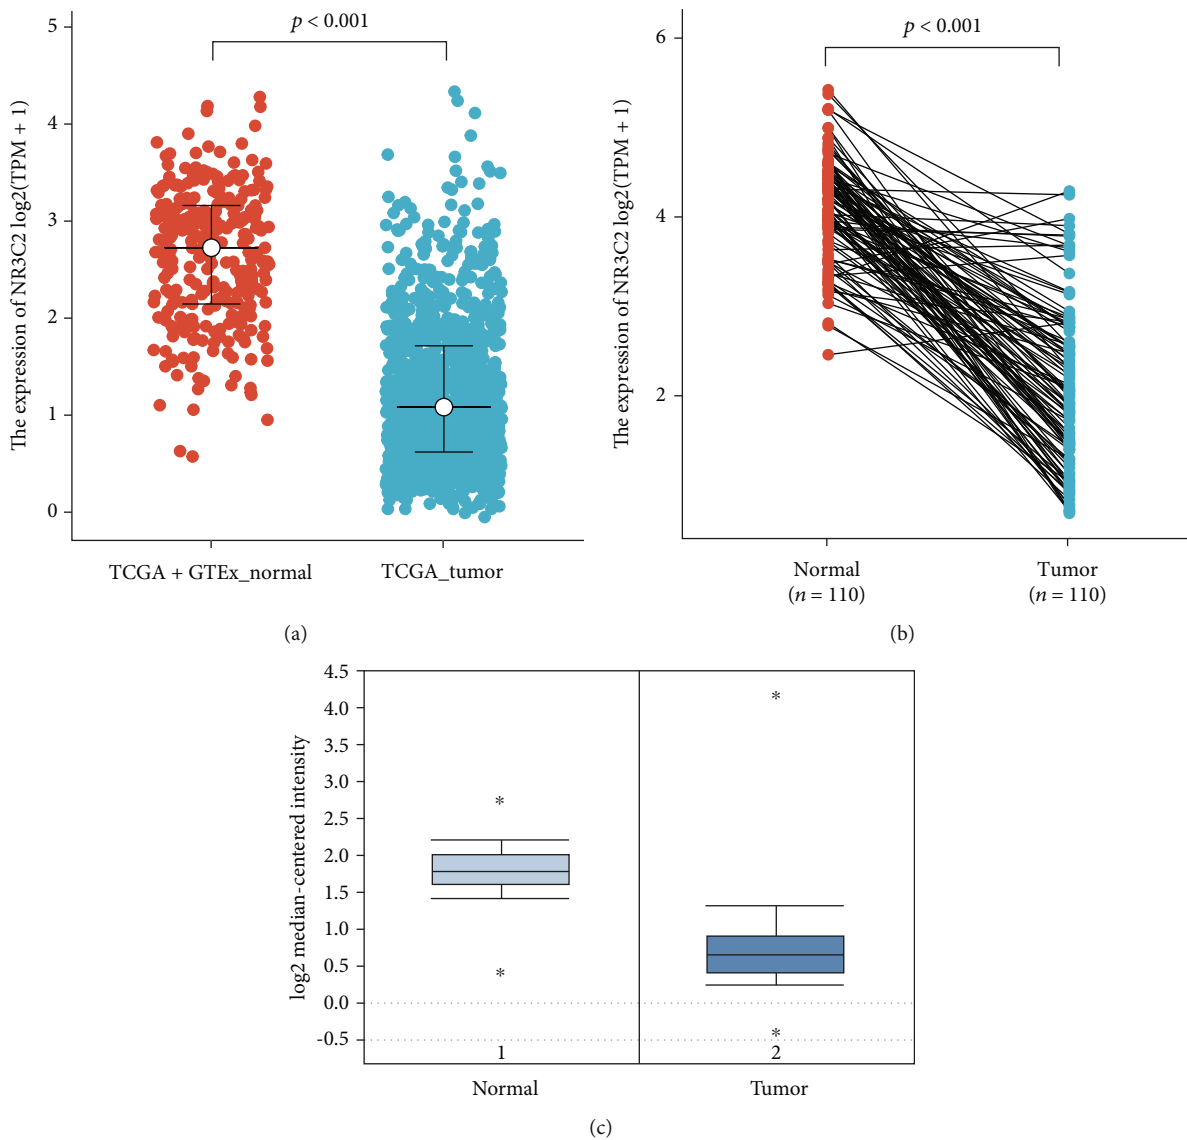 The expression of NR3C2 log2(TPM + 1)
5
4
3
2
1
0
p < 0.001
TCGA + GTEx_normal
TCGA_tumor
(a)
The expression of NR3C2 log2(TPM + 1)
6
4
2
p < 0.001
Normal
(n = 110)
Tumor
(n = 110)
(b)
log2 median-centered intensity
4.5
4.0
3.5
3.0
2.5
2.0
1.5
1.0
0.5
0.0
-0.5
*
*
*
*
1
2
Normal
Tumor
(c)